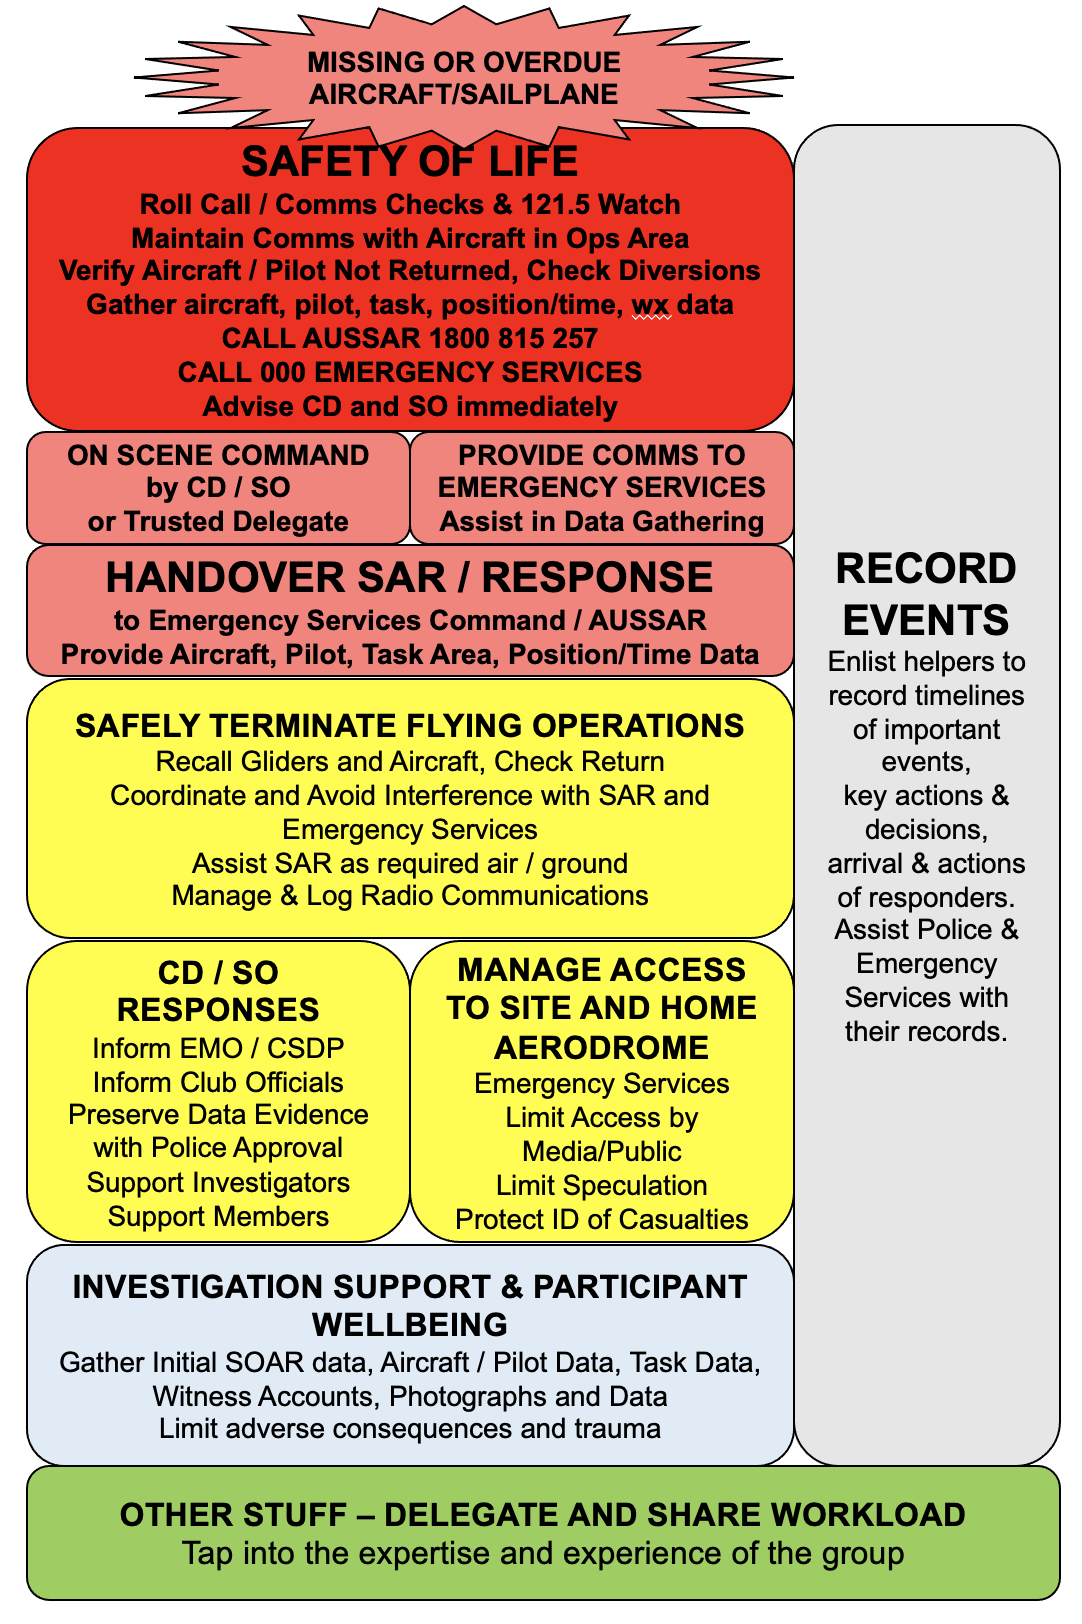 MISSING OR OVERDUE
AIRCRAFT/SAILPLANE
SAFETY OF LIFE
Roll Call / Comms Checks & 121.5 Watch
Maintain Comms with Aircraft in Ops Area
Verify Aircraft / Pilot Not Returned, Check Diversions
Gather aircraft, pilot, task, position/time, wx data
CALL AUSSAR 1800 815 257
CALL 000 EMERGENCY SERVICES
Advise CD and SO immediately
ON SCENE COMMAND
by CD / SO
or Trusted Delegate
PROVIDE COMMS TO
EMERGENCY SERVICES
Assist in Data Gathering
HANDOVER SAR / RESPONSE
to Emergency Services Command / AUSSAR
Provide Aircraft, Pilot, Task Area, Position/Time Data
SAFELY TERMINATE FLYING OPERATIONS
Recall Gliders and Aircraft, Check Return
Coordinate and Avoid Interference with SAR and
Emergency Services
Assist SAR as required air / ground
Manage & Log Radio Communications
CD / SO
RESPONSES
Inform EMO / CSDP
Inform Club Officials
Preserve Data Evidence
with Police Approval
Support Investigators
Support Members
MANAGE ACCESS
TO SITE AND HOME
AERODROME
Emergency Services
Limit Access by
Media/Public
Limit Speculation
Protect ID of Casualties
INVESTIGATION SUPPORT & PARTICIPANT
WELLBEING
Gather Initial SOAR data, Aircraft / Pilot Data, Task Data,
Witness Accounts, Photographs and Data
Limit adverse consequences and trauma
RECORD
EVENTS
Enlist helpers to
record timelines
of important
events,
key actions &
decisions,
arrival & actions
of responders.
Assist Police &
Emergency
Services with
their records.
OTHER STUFF – DELEGATE AND SHARE WORKLOAD
Tap into the expertise and experience of the group